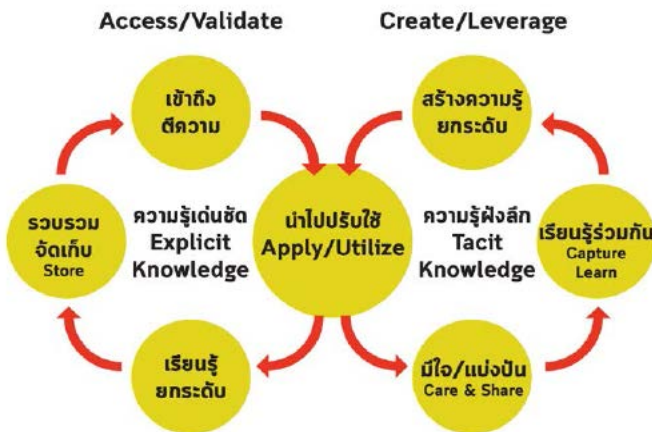 Access/Validate
Create/Leverage
เข้าถึง
ตีความ
สร้างความรู้
ยกระดับ
รวบรวม
จัดเก็บ
Store
ความรู้เด่นชัด
Explicit
Knowledge
นำไปปรับใช้
Apply/Utilize
ความรู้ฝังลึก
Tacit
Knowledge
เรียนรู้ร่วมกัน
Capture
Learn
เรียนรู้
ยกระดับ
มีใจ/แบ่งปัน
Care & Share